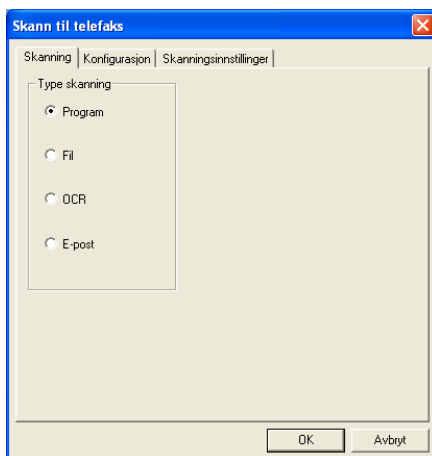 Skann til telefaks
Skanning Konfigurasjon Skanningsinnstillinger
Type skanning
Program
Fil
OCR
E-post
OK Avbryt